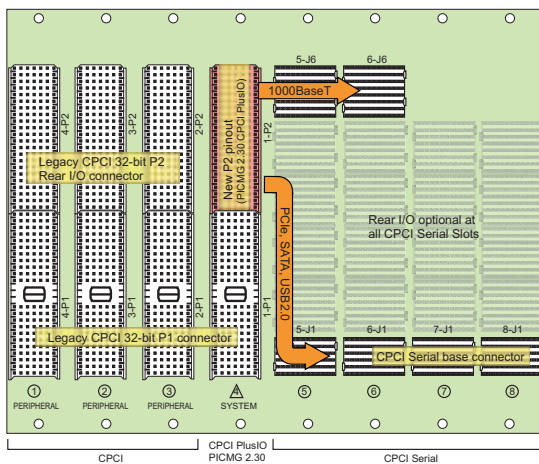 5-J6
6-J6
1000BaseT
4-P2
3-P2
2-P2
1-P2
New P2 pinout
(PICMG 2.30 CPCI PlusIO)
Legacy CPCI 32-bit P2
Rear I/O connector
PCIe, SATA, USB2.0
Rear I/O optional at
all CPCI Serial Slots
4-P1
3-P1
2-P1
1-P1
Legacy CPCI 32-bit P1 connector
5-J1
6-J1
7-J1
8-J1
CPCI Serial base connector
1
2
3
4
5
6
7
8
PERIPHERAL
PERIPHERAL
PERIPHERAL
SYSTEM
CPCI
CPCI PlusIO
PICMG 2.30
CPCI Serial